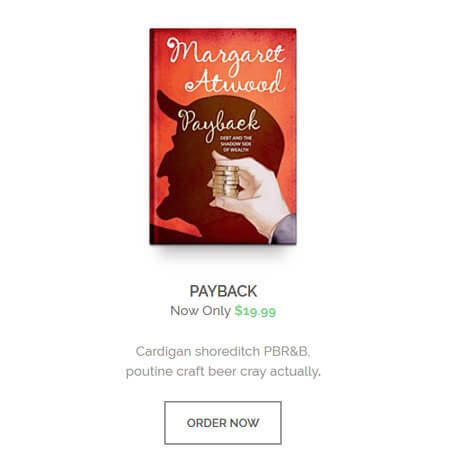 Margaret
Atwood
Payback
DEBT AND THE
SHADOW SIDE
OF WEALTH
PAYBACK
Now Only $19.99
Cardigan shoreditch PBR&B,
poutine craft beer cray actually.
ORDER NOW